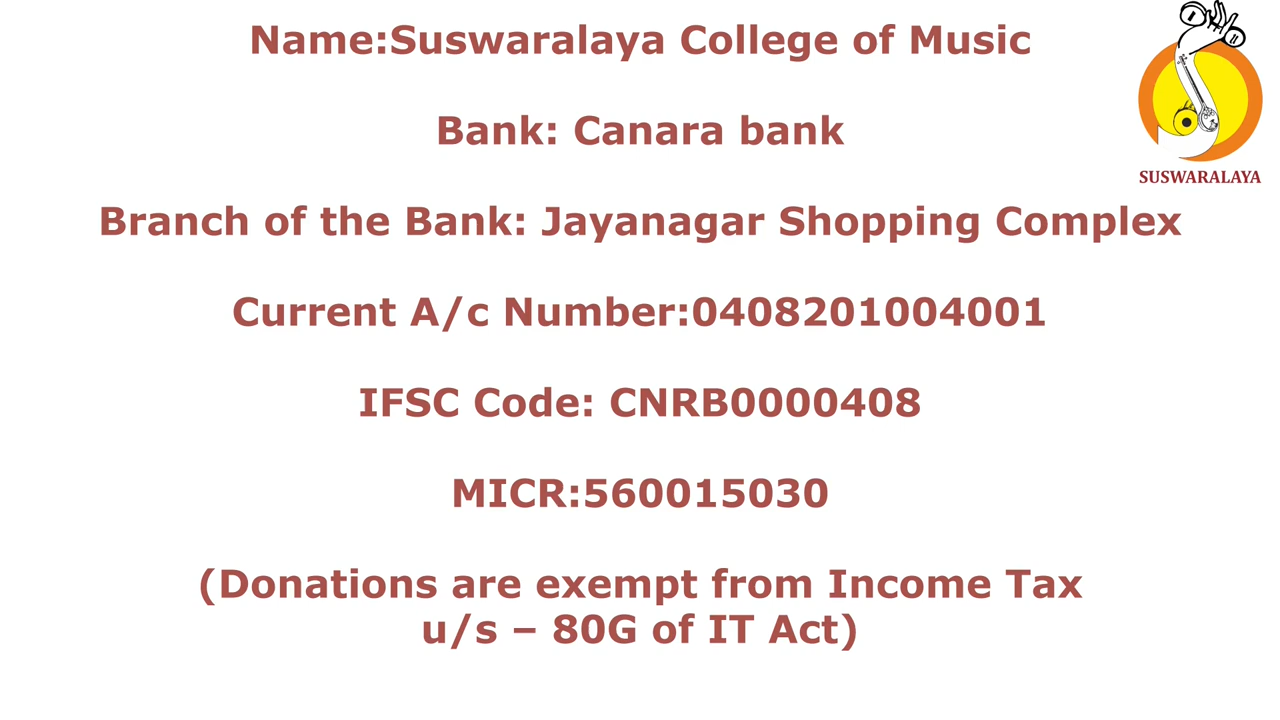 Name:Suswaralaya College of Music
SUSWARALAYA
Bank: Canara bank
Branch of the Bank: Jayanagar Shopping Complex
Current A/c Number:0408201004001
IFSC Code: CNRB0000408
MICR:560015030
(Donations are exempt from Income Tax
u/s – 80G of IT Act)